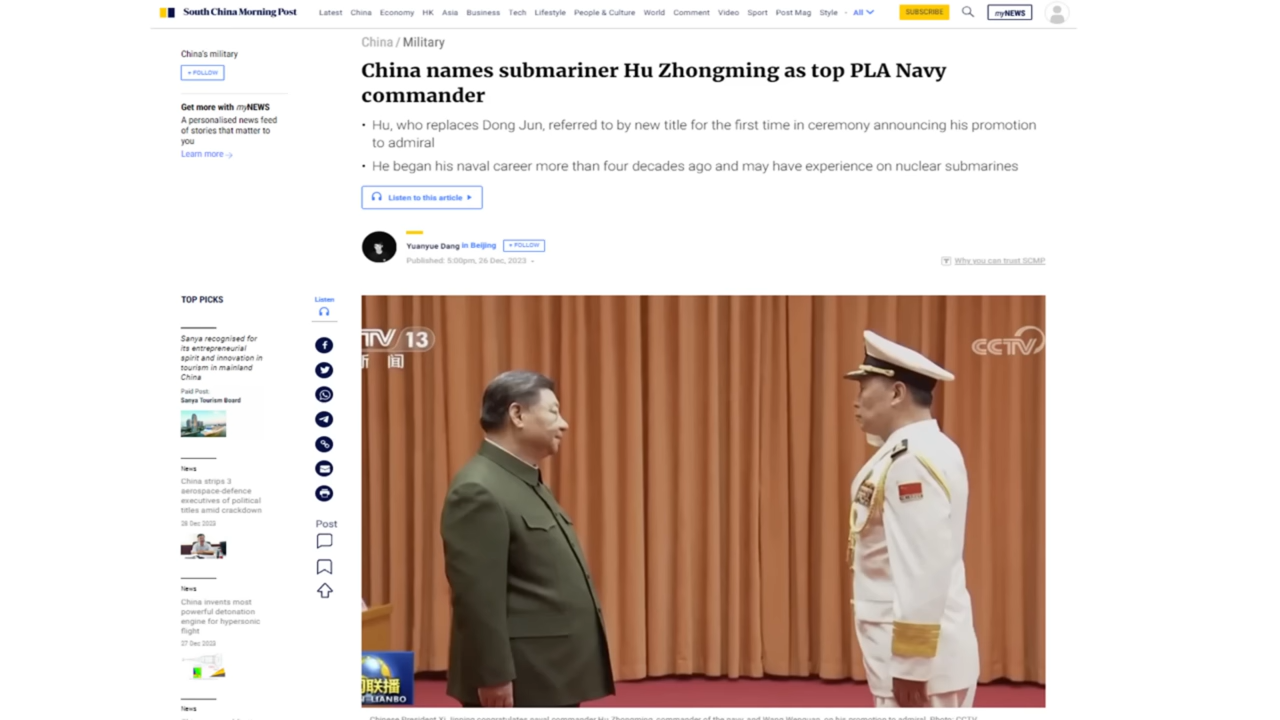 South China Morning Post
Latest China Economy HK Asia Business Tech Lifestyle People & Culture World Comment Video Sport Post Mag Style All
SUBSCRIBE
myNEWS
China's military
+ FOLLOW
Get more with myNEWS
A personalised news feed
of stories that matter to
you
Learn more
China / Military
China names submariner Hu Zhongming as top PLA Navy
commander
• Hu, who replaces Dong Jun, referred to by new title for the first time in ceremony announcing his promotion
to admiral
• He began his naval career more than four decades ago and may have experience on nuclear submarines
Listen to this article
Yuanyue Dang in Beijing + FOLLOW
Published: 5:00pm, 26 Dec, 2023
Why you can trust SCMP
TOP PICKS
Sanya recognised for
its entrepreneurial
spirit and innovation in
tourism in mainland
China
Paid Post:
Sanya Tourism Board
News
China strips 3
aerospace-defence
executives of political
titles amid crackdown
28 Dec 2023
News
China invents most
powerful detonation
engine for hypersonic
flight
27 Dec 2023
News
Listen
Post
TV 13
闻
CCTV
联播
LIANBO